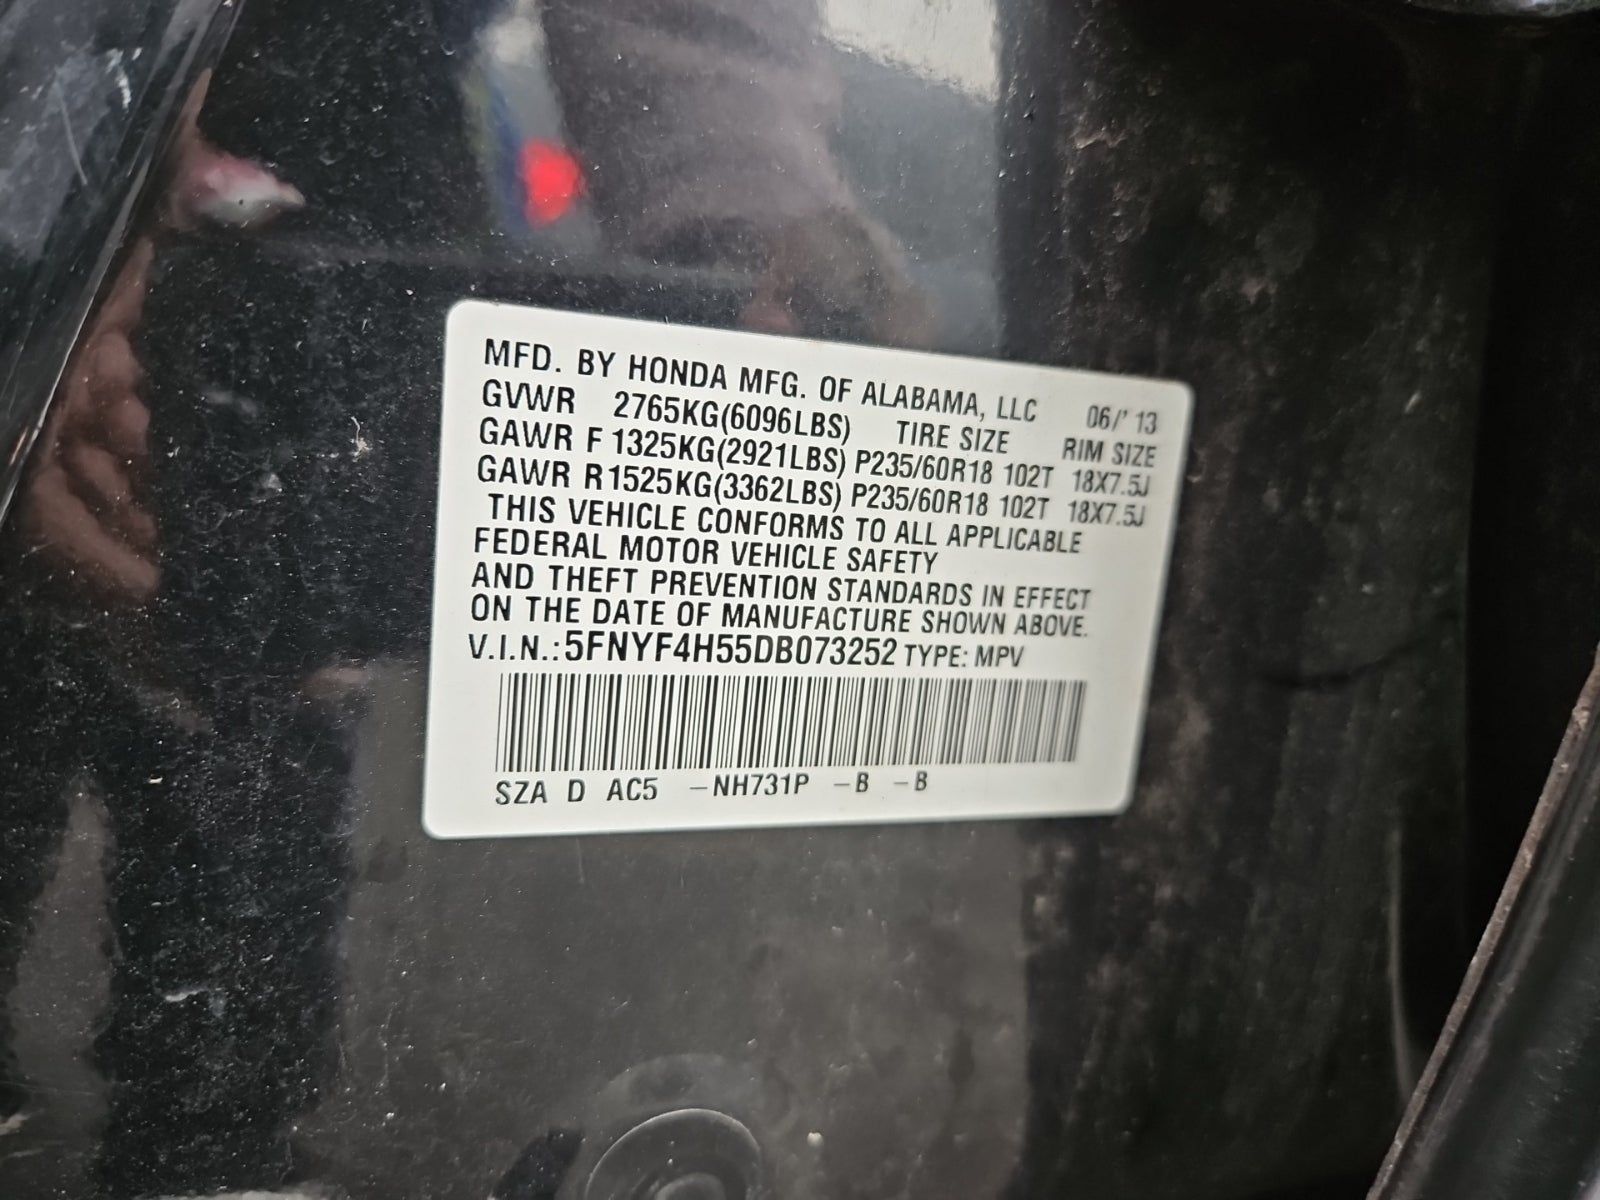 MFD. BY HONDA MFG. OF ALABAMA, LLC 06/' 13
GVWR 2765KG(6096LBS) TIRE SIZE RIM SIZE
GAWR F 1325KG(2921LBS) P235/60R18 102T 18X7.5J
GAWR R1525KG(3362LBS) P235/60R18 102T 18X7.5J
THIS VEHICLE CONFORMS TO ALL APPLICABLE
FEDERAL MOTOR VEHICLE SAFETY
AND THEFT PREVENTION STANDARDS IN EFFECT
ON THE DATE OF MANUFACTURE SHOWN ABOVE.
V.I.N.:5FNYF4H55DB073252 TYPE: MPV
SZA D AC5 -NH731P -B -B